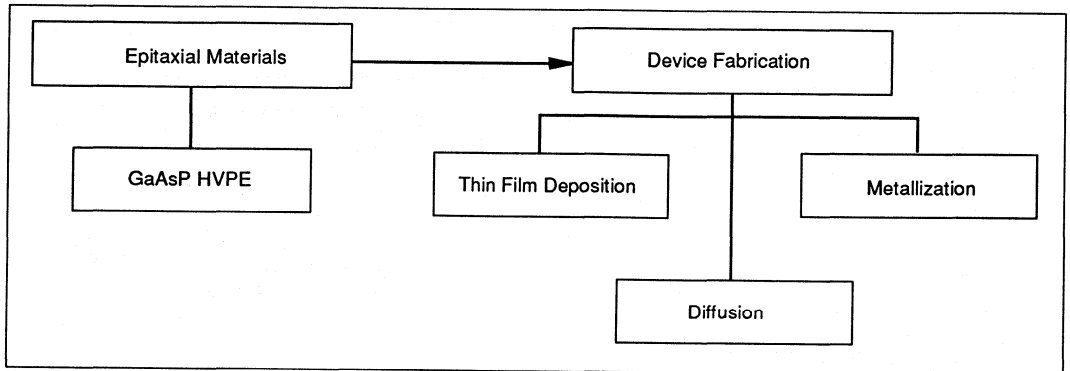 Epitaxial Materials
Device Fabrication
GaAsP HVPE
Thin Film Deposition
Metallization
Diffusion